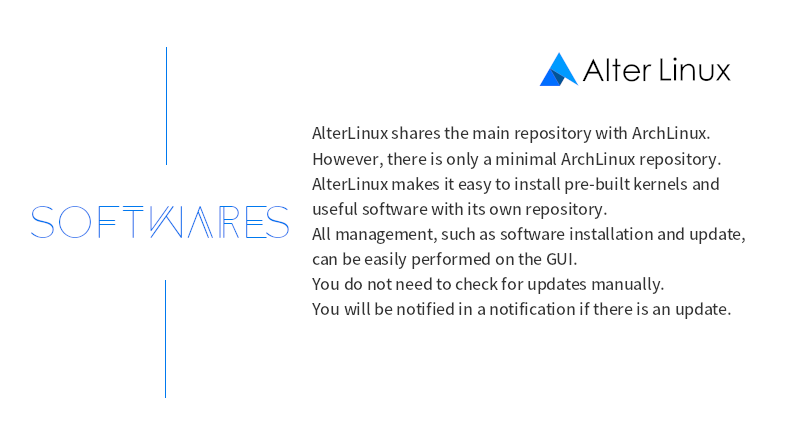 Alter Linux
SOFTWARES
AlterLinux shares the main repository with ArchLinux.
However, there is only a minimal ArchLinux repository.
AlterLinux makes it easy to install pre-built kernels and
useful software with its own repository.
All management, such as software installation and update,
can be easily performed on the GUI.
You do not need to check for updates manually.
You will be notified in a notification if there is an update.